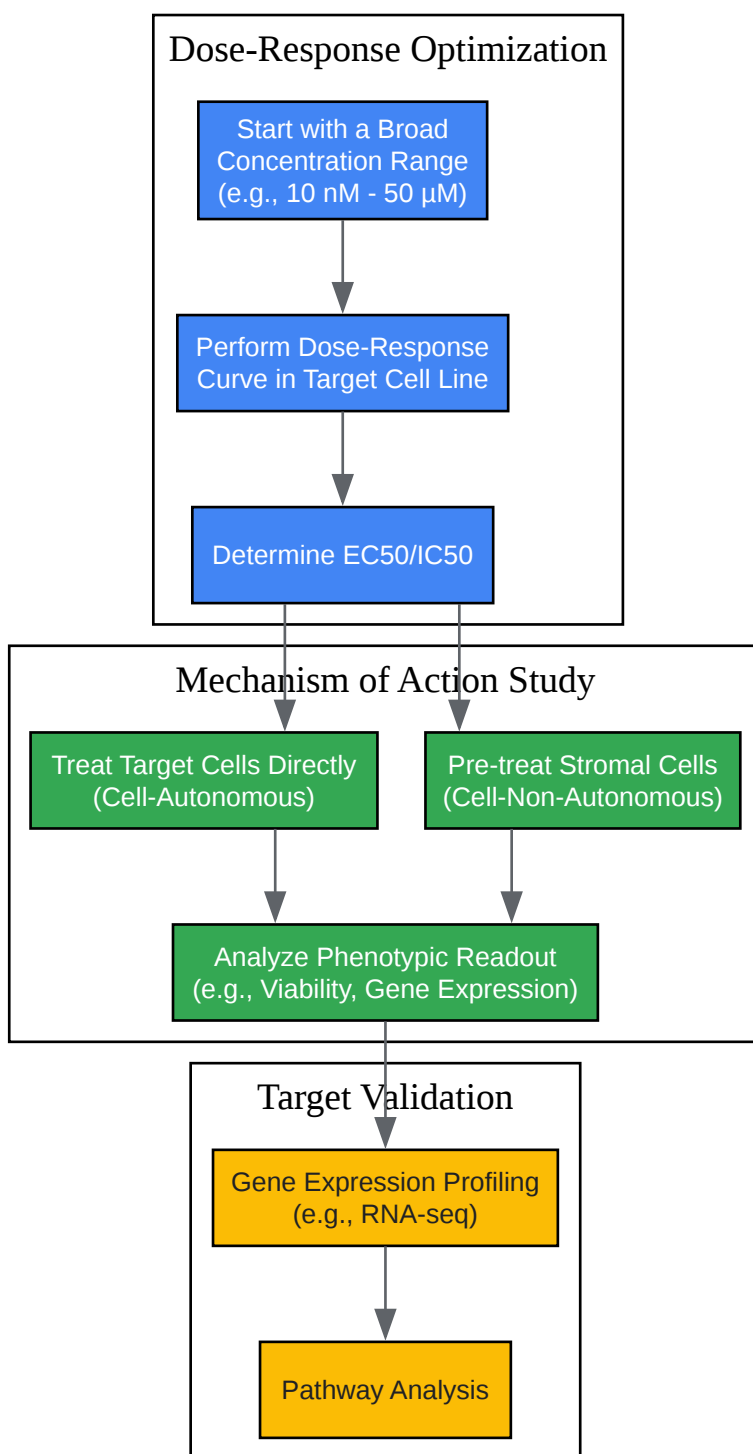 Dose-Response Optimization
Start with a Broad
Concentration Range
(e.g., 10 nM - 50 µM)
Perform Dose-Response
Curve in Target Cell Line
Determine EC50/IC50
Mechanism of Action Study
Treat Target Cells Directly
(Cell-Autonomous)
Pre-treat Stromal Cells
(Cell-Non-Autonomous)
Analyze Phenotypic Readout
(e.g., Viability, Gene Expression)
Target Validation
Gene Expression Profiling
(e.g., RNA-seq)
Pathway Analysis